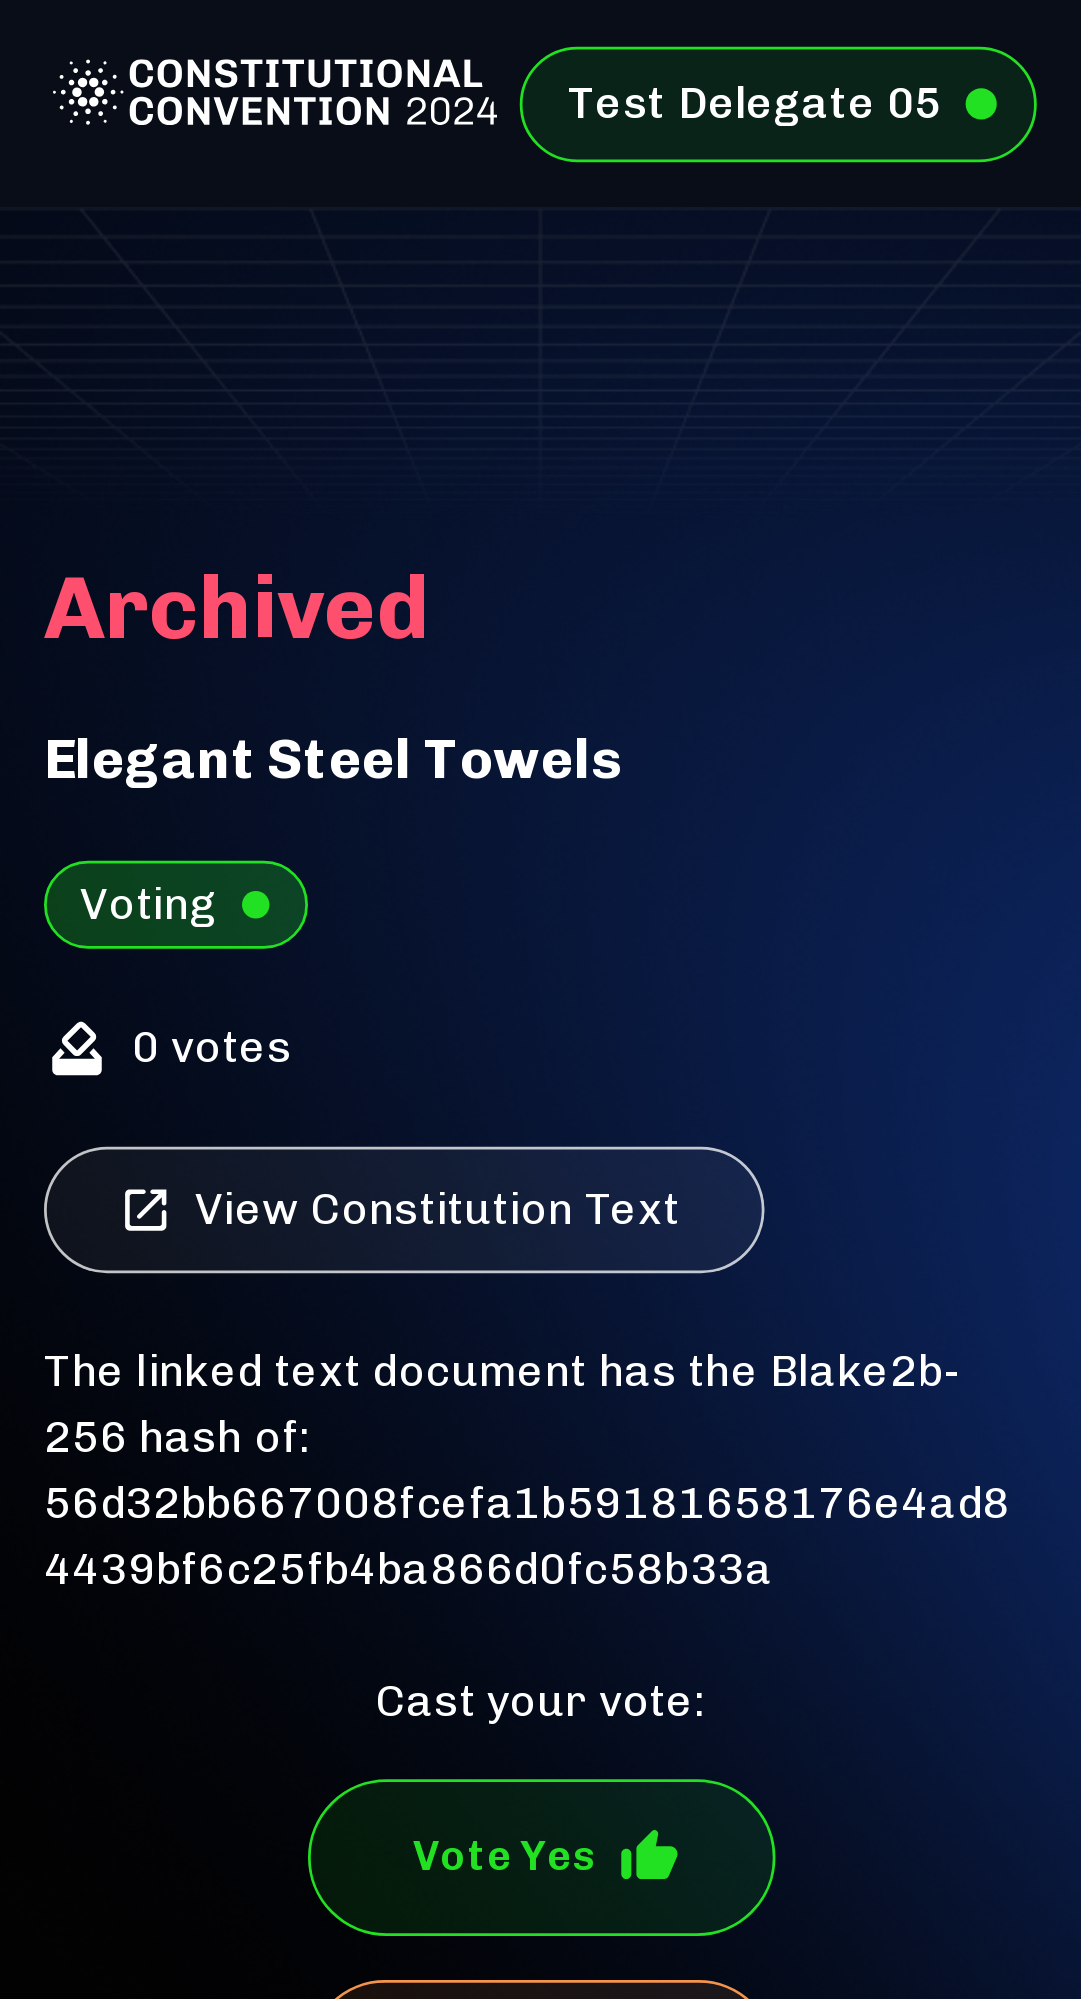 CONSTITUTIONAL
CONVENTION 2024
Test Delegate 05
Archived
Elegant Steel Towels
Voting
0 votes
View Constitution Text
The linked text document has the Blake2b-
256 hash of:
56d32bb667008fcefa1b59181658176e4ad8
4439bf6c25fb4ba866d0fc58b33a
Cast your vote:
Vote Yes